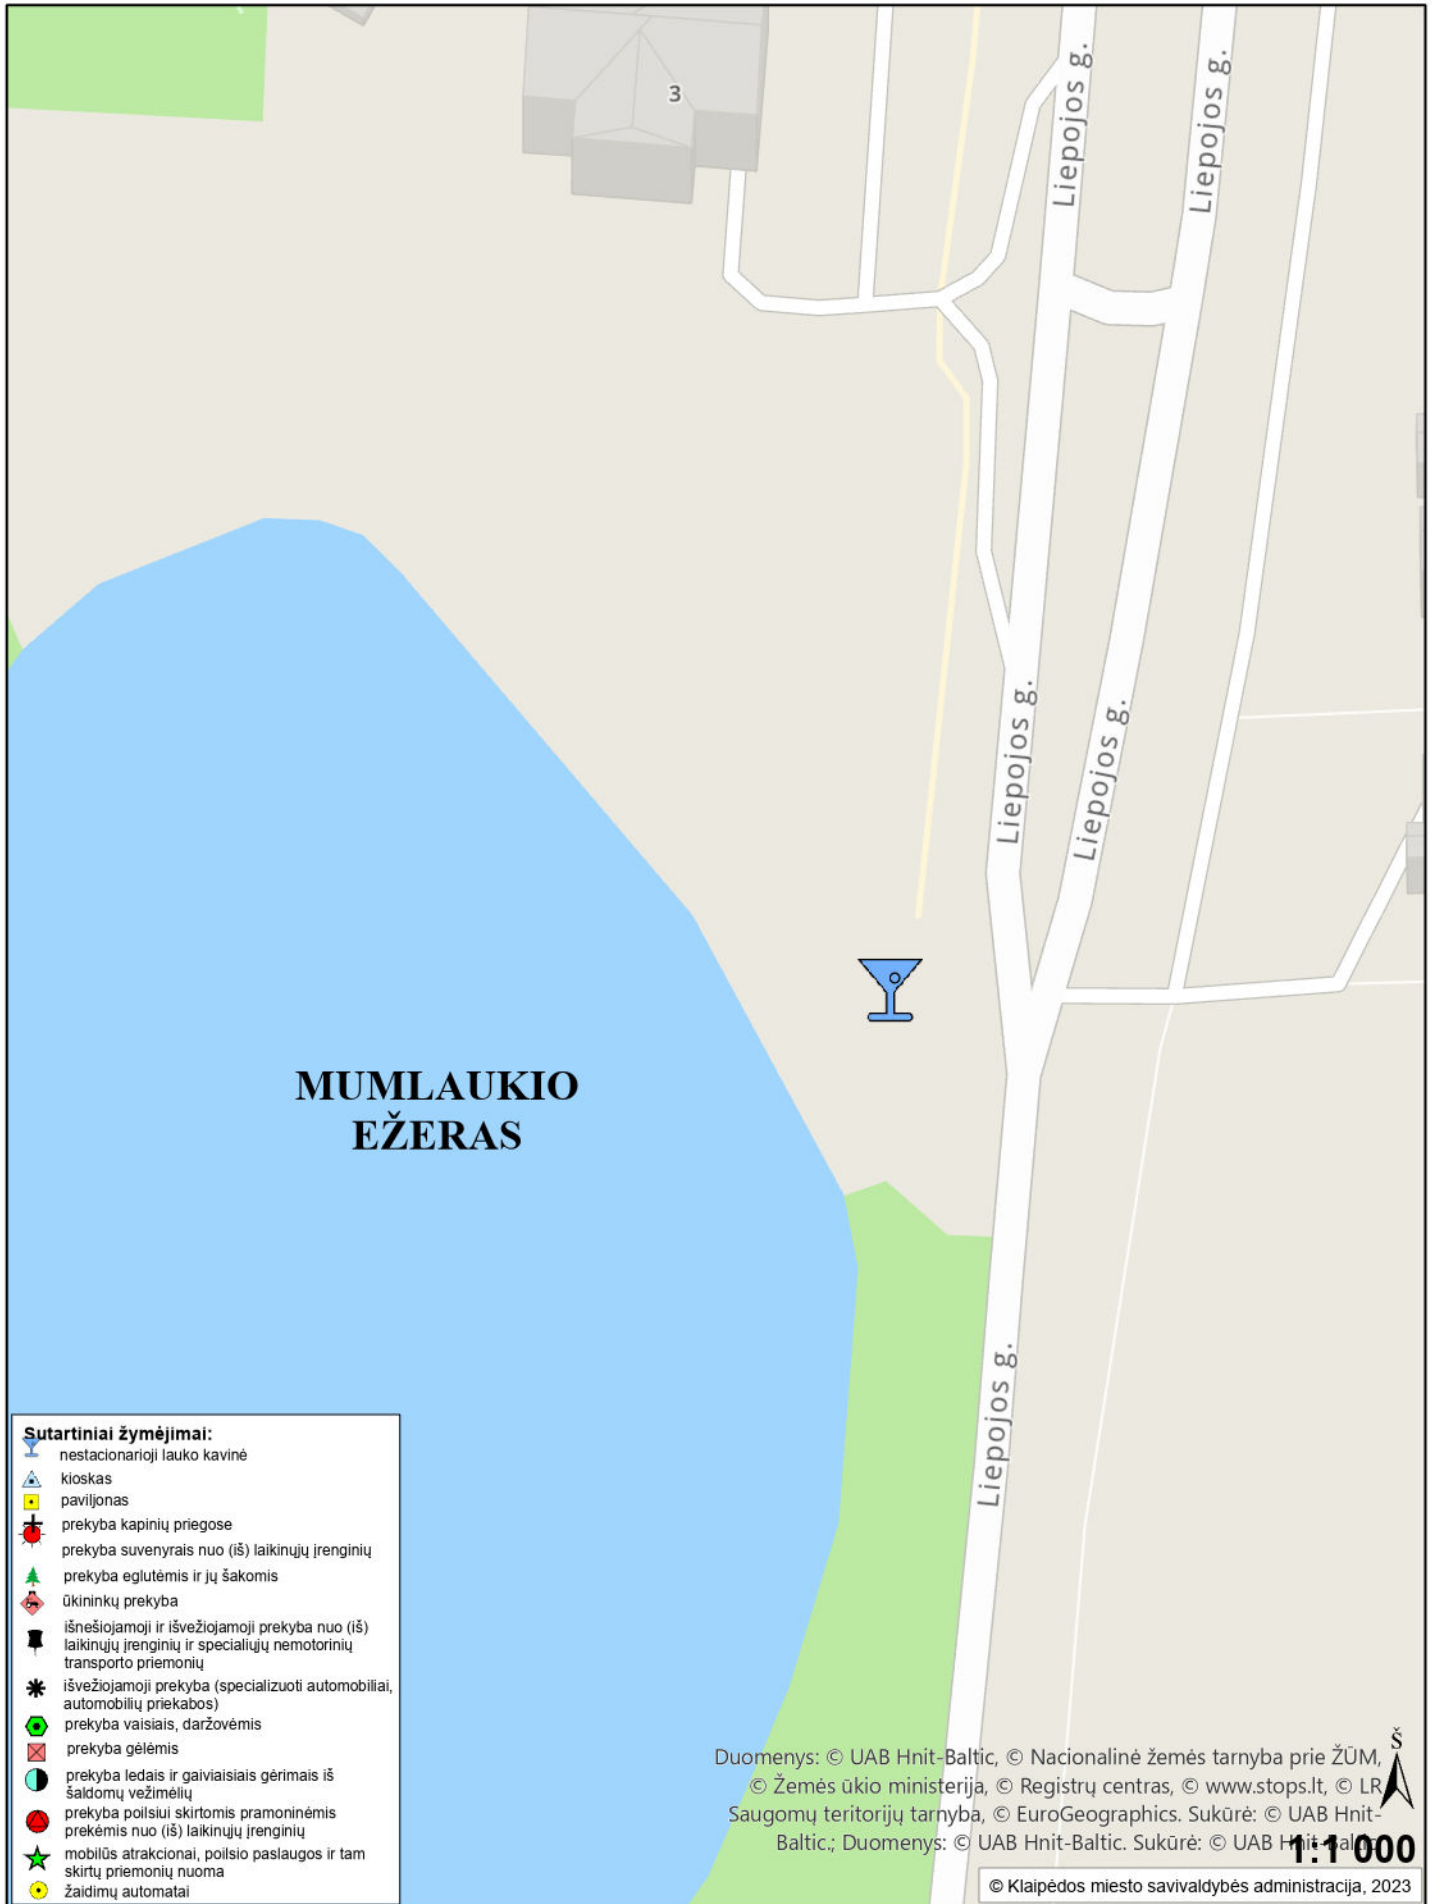 3
Liepojos g.
Liepojos g.
Liepojos g.
Liepojos g.
MUMLAUKIO
EŽERAS
Liepojos g.
Sutartiniai žymėjimai:
nestacionarioji lauko kavinė
kioskas
paviljonas
prekyba kapinių priegose
prekyba suvenyrais nuo (iš) laikinųjų įrenginių
prekyba eglutėmis ir jų šakomis
ūkininkų prekyba
išnešiojamoji ir išvežiojamoji prekyba nuo (iš)
laikinųjų įrenginių ir specialiųjų nemotorinių
transporto priemonių
išvežiojamoji prekyba (specializuoti automobiliai,
automobilių priekabos)
prekyba vaisiais, daržovėmis
prekyba gėlėmis
prekyba ledais ir gaiviaisiais gėrimais iš
šaldomų vežimėlių
prekyba poilsiui skirtomis pramoninėmis
prekėmis nuo (iš) laikinųjų įrenginių
mobilūs atrakcionai, poilsio paslaugos ir tam
skirtų priemonių nuoma
žaidimų automatai
Š
Duomenys: © UAB Hnit-Baltic, © Nacionalinė žemės tarnyba prie ŽŪM,
© Žemės ūkio ministerija, © Registrų centras, © www.stops.lt, © LR
Saugomų teritorijų tarnyba, © EuroGeographics. Sukūrė: © UAB Hnit-
Baltic.; Duomenys: © UAB Hnit-Baltic. Sukūrė: © UAB Hnit-Baltic
1:1 000
© Klaipėdos miesto savivaldybės administracija, 2023